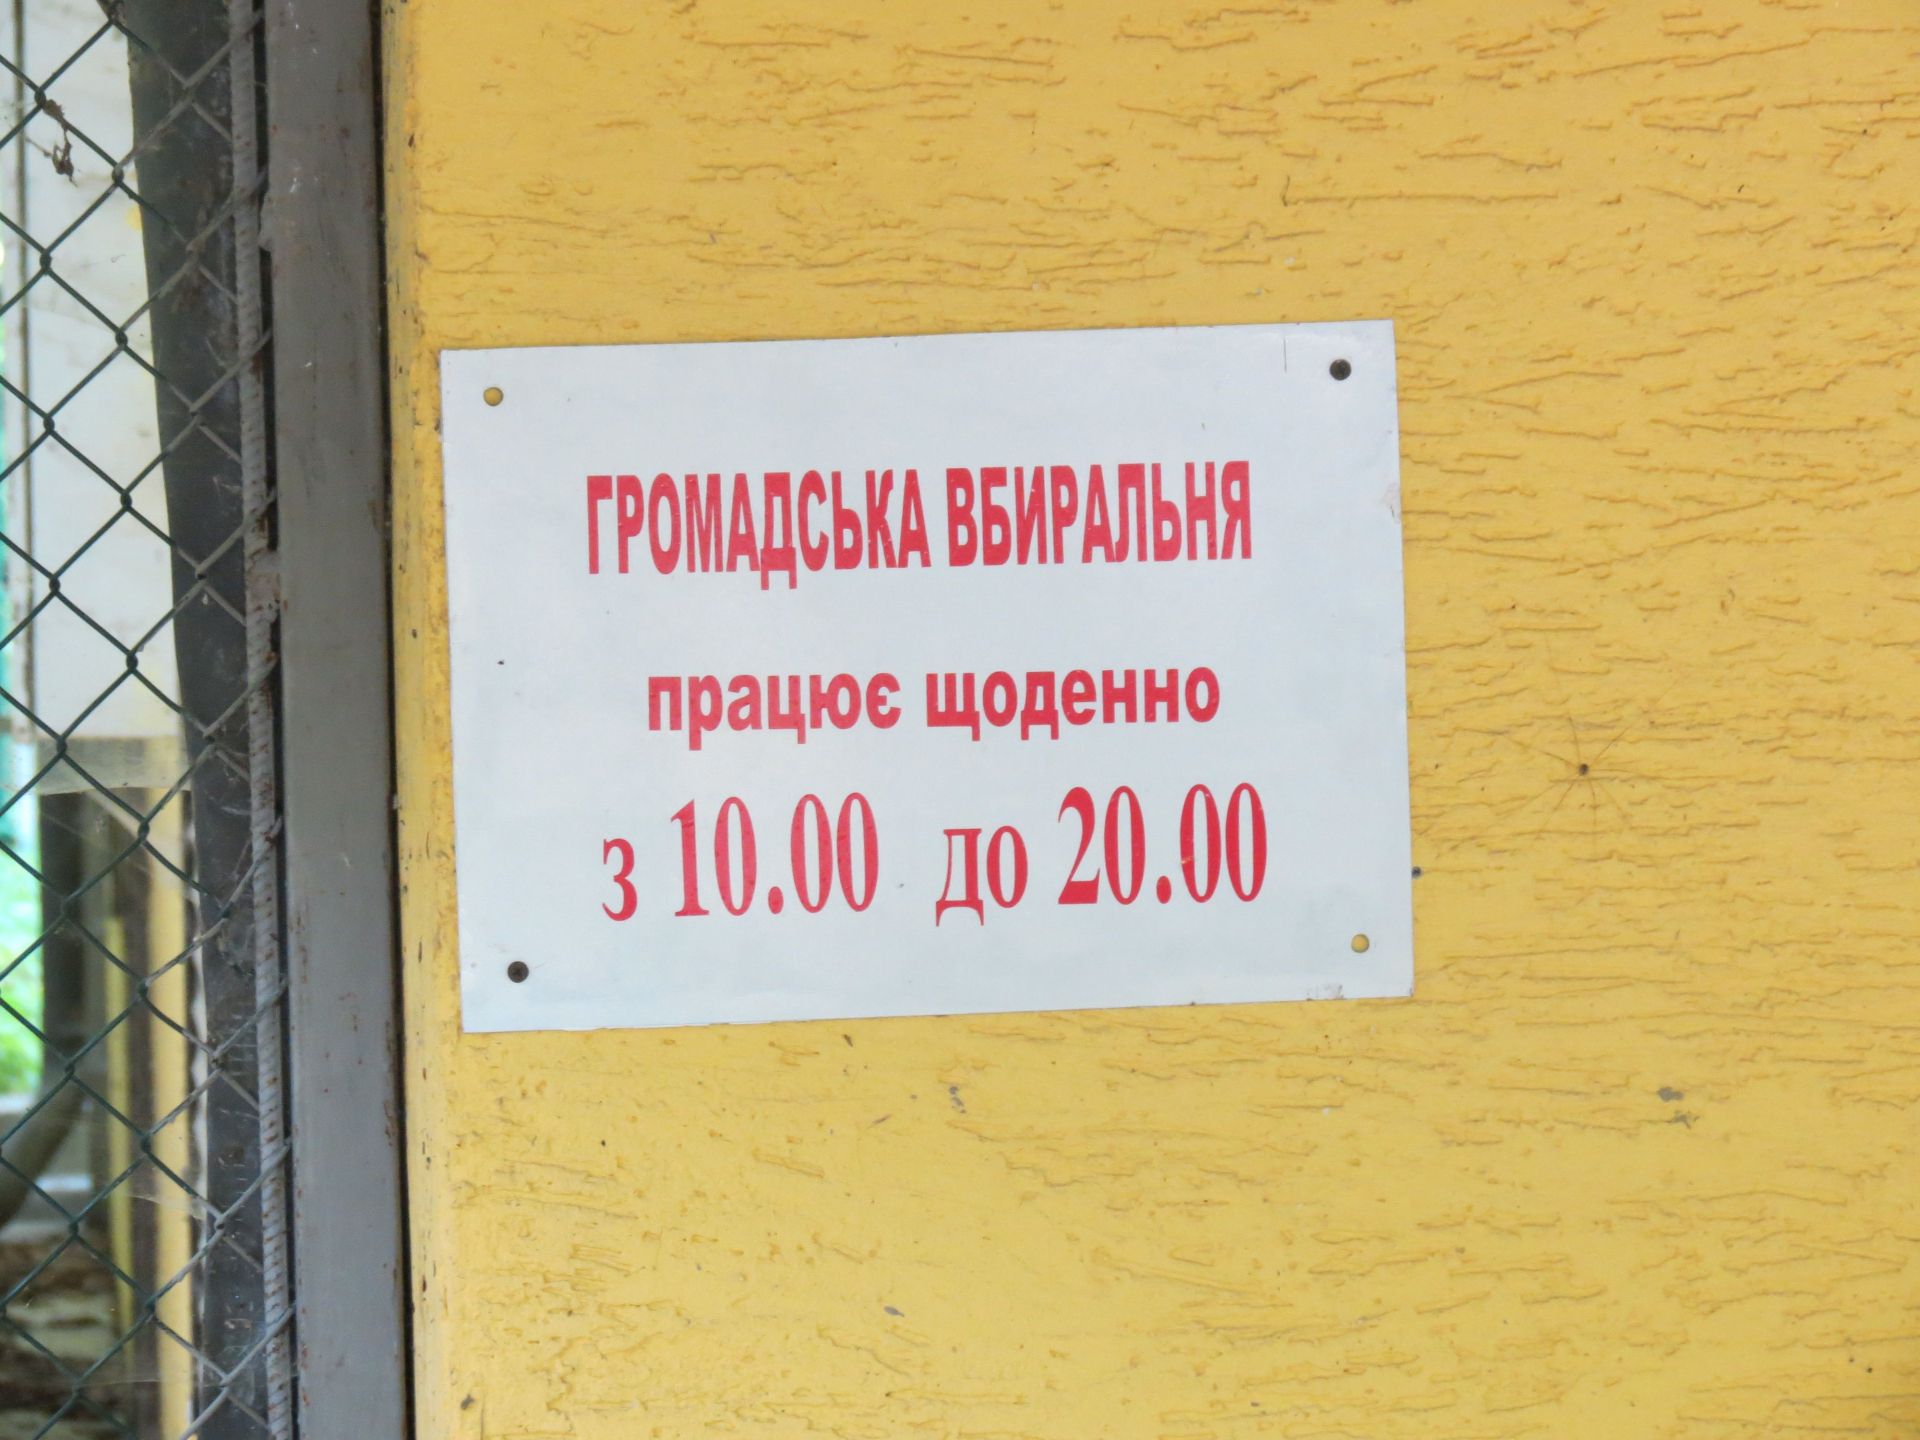 ГРОМАДСЬКА ВБИРАЛЬНЯ
працює щоденно
з 10.00 до 20.00